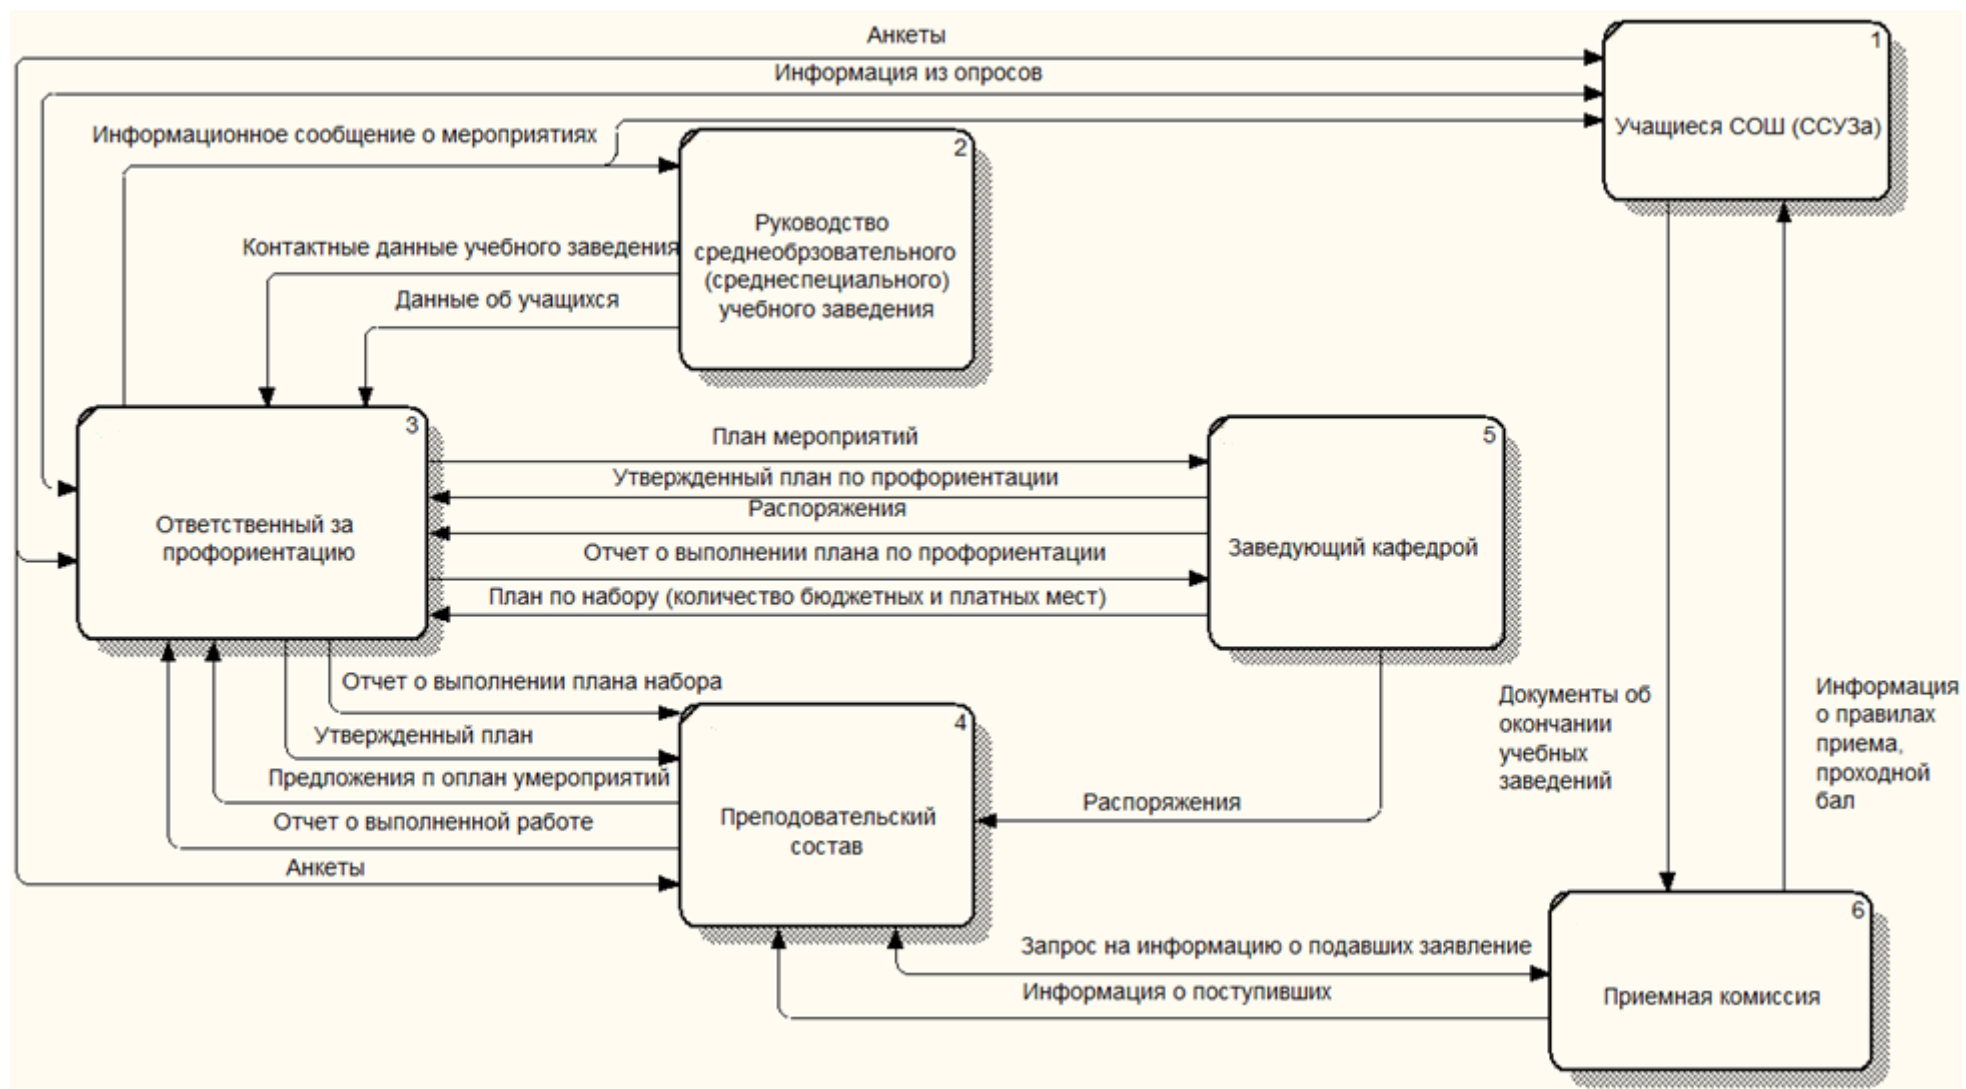 Анкеты
Информация из опросов
Информационное сообщение о мероприятиях
1
Учащиеся СОШ (ССУЗа)
2
Руководство
среднеобрзовательного
(среднеспециального)
учебного заведения
Контактные данные учебного заведения
Данные об учащихся
3
Ответственный за
профориентацию
План мероприятий
Утвержденный план по профориентации
Распоряжения
Отчет о выполнении плана по профориентации
План по набору (количество бюджетных и платных мест)
5
Заведующий кафедрой
Отчет о выполнении плана набора
Утвержденный план
Предложения п оплан умероприятий
Отчет о выполненной работе
Анкеты
4
Преподовательский
состав
Распоряжения
Документы об
окончании
учебных
заведений
Информация
о правилах
приема,
проходной
бал
Запрос на информацию о подавших заявление
Информация о поступивших
6
Приемная комиссия